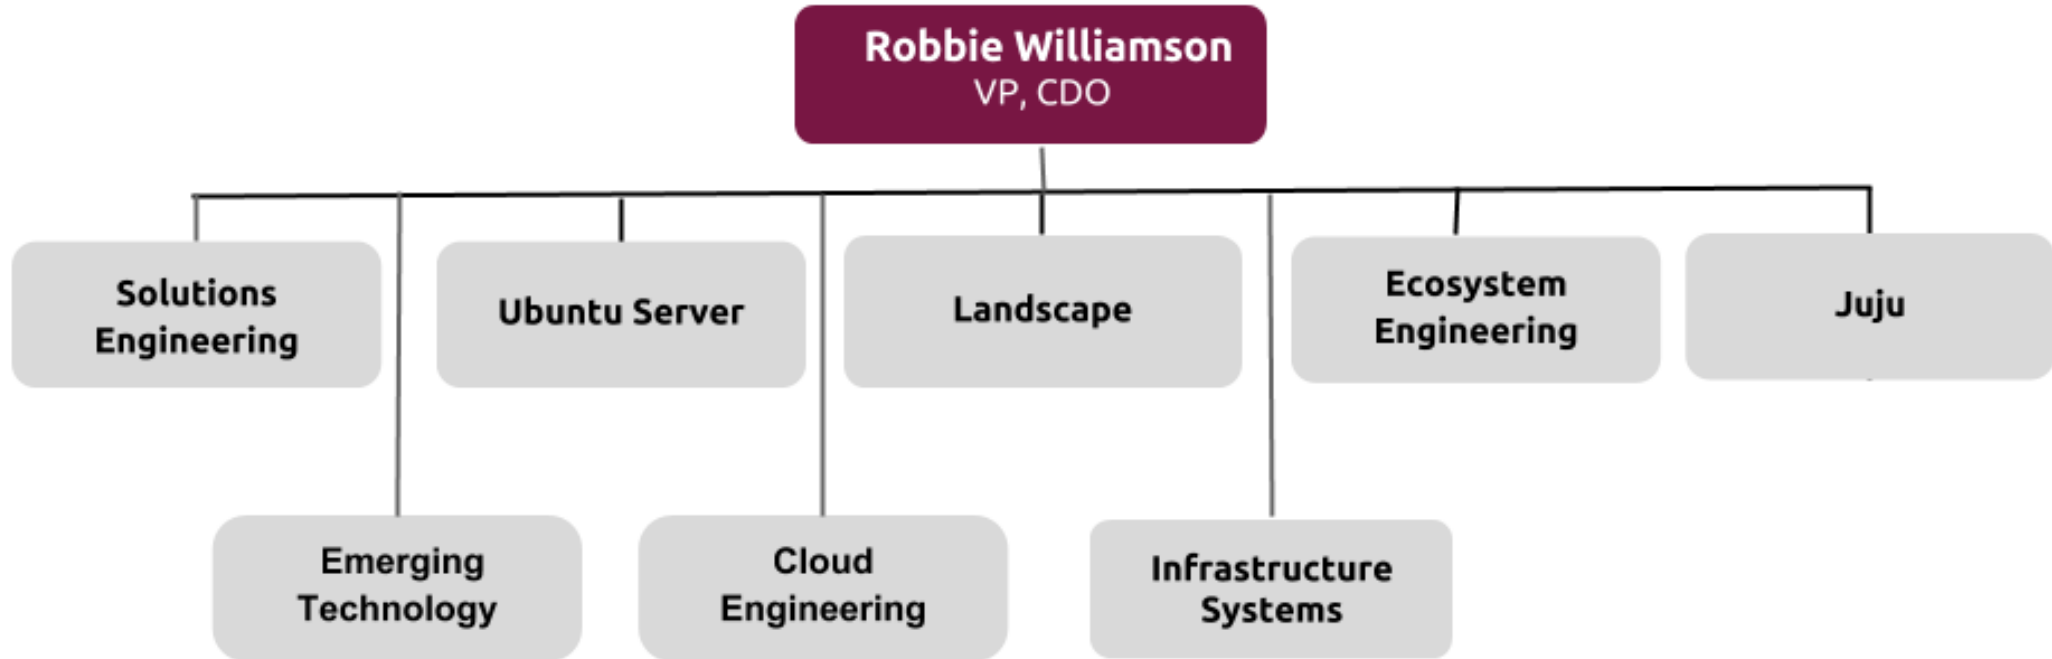 Robbie Williamson
VP, CDO
Solutions
Engineering
Ubuntu Server
Landscape
Ecosystem
Engineering
Juju
Emerging
Technology
Cloud
Engineering
Infrastructure
Systems